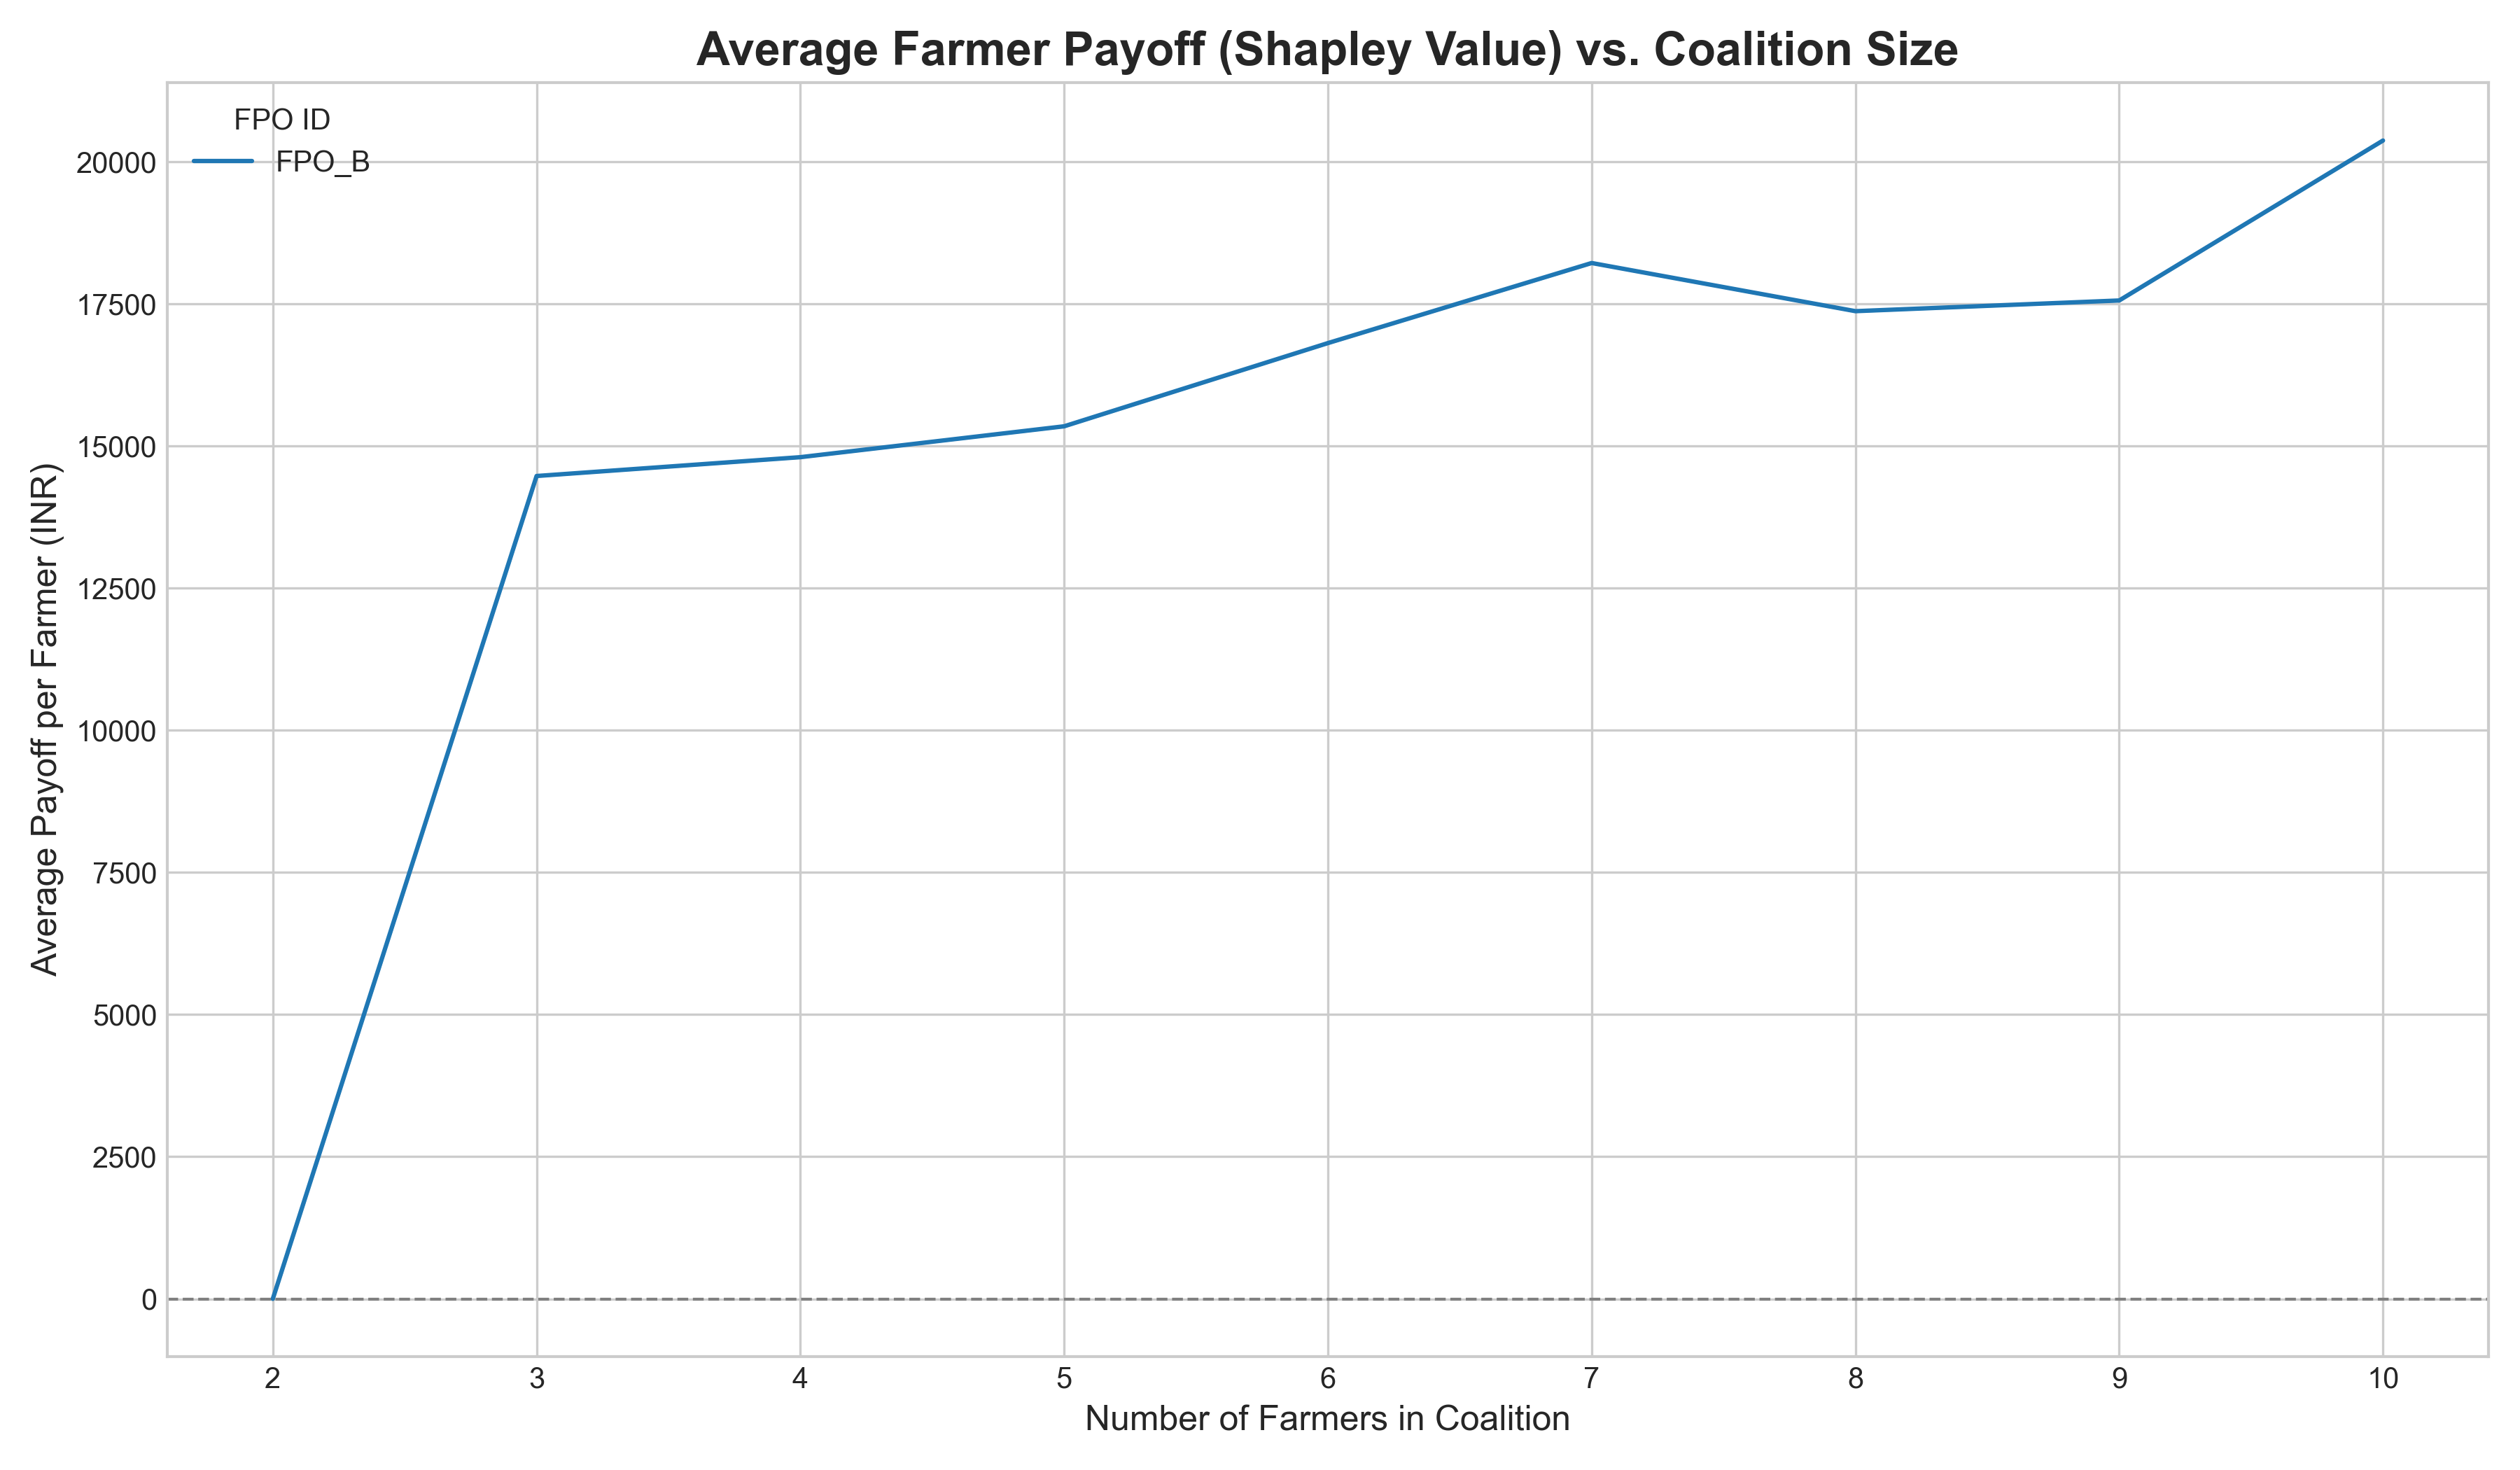 Average Farmer Payoff (Shapley Value) vs. Coalition Size
FPO ID
FPO_B
Average Payoff per Farmer (INR)
20000
17500
15000
12500
10000
7500
5000
2500
0
2 3 4 5 6 7 8 9 10
Number of Farmers in Coalition